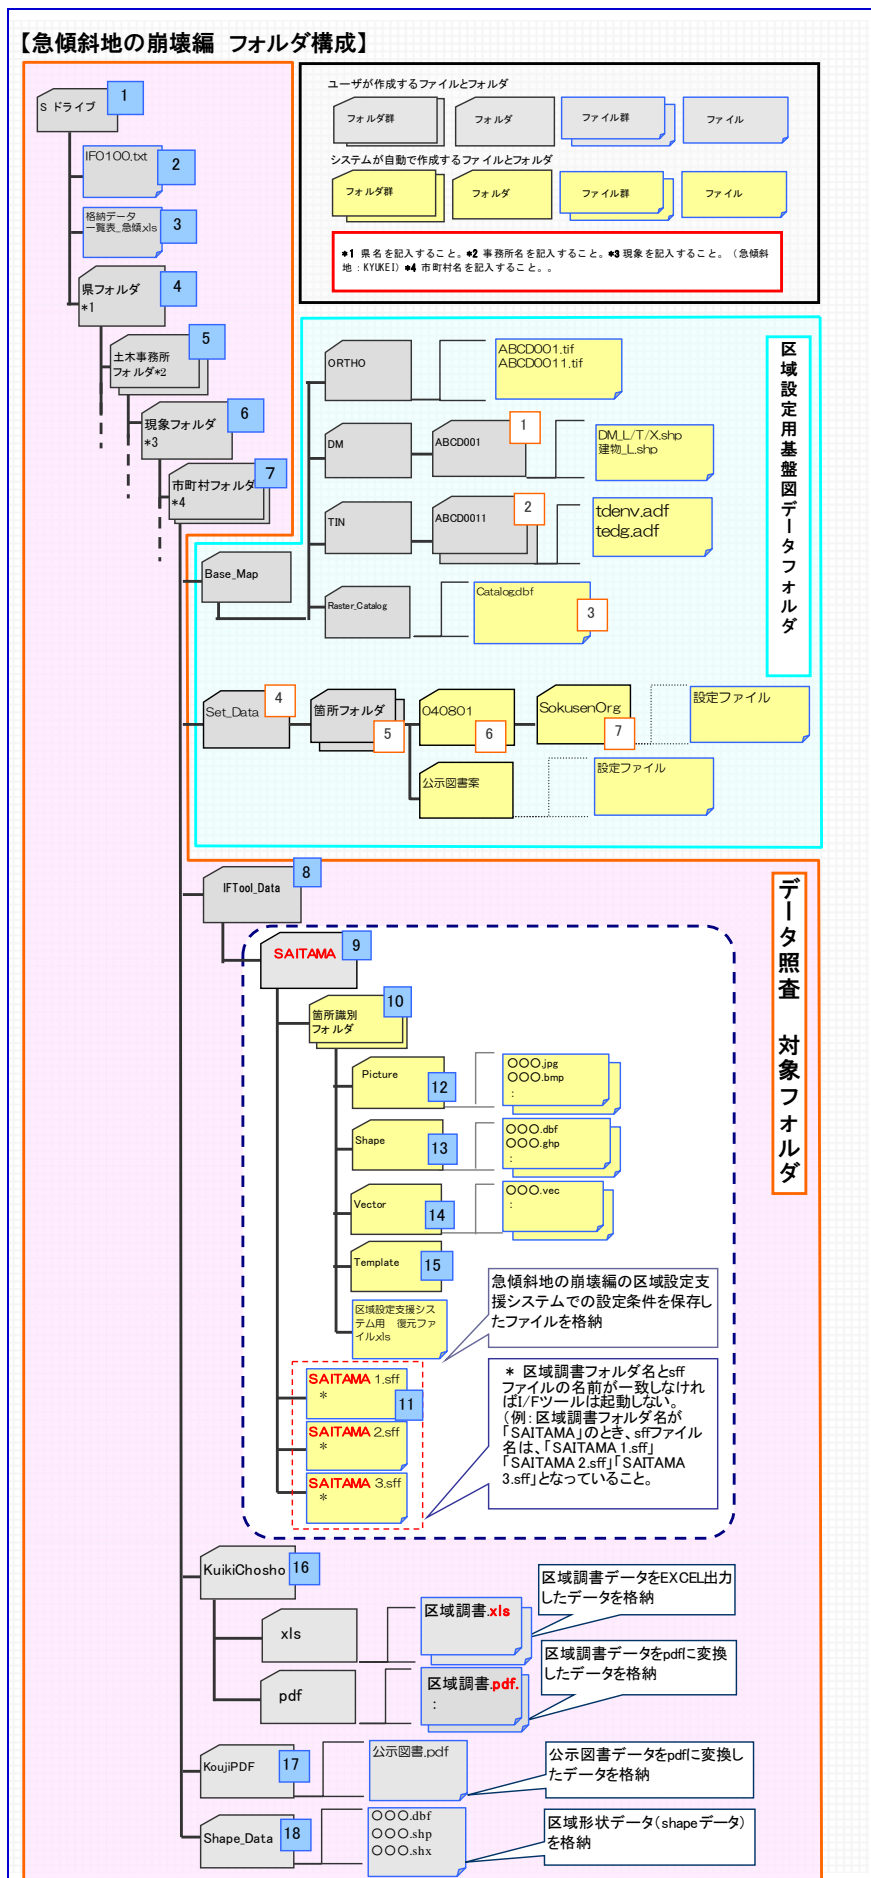 【急傾斜地の崩壊編 フォルダ構成】
ユーザが作成するファイルとフォルダ
フォルダ群
フォルダ
ファイル群
ファイル
システムが自動で作成するファイルとフォルダ
フォルダ群
フォルダ
ファイル群
ファイル
*1 県名を記入すること。*2 事務所名を記入すること。*3 現象を記入すること。（急傾斜
地：KYUKEI）*4 市町村名を記入すること。。
S ドライブ
1
IF0100.txt
2
格納データ
一覧表_急傾.xls
3
県フォルダ
*1
4
土木事務所
フォルダ*2
5
現象フォルダ
*3
6
市町村フォルダ
*4
7
区域設定用基盤図データフォルダ
ORTHO
ABCD001.tif
ABCD0011.tif
DM
ABCD001
1
DM_L/T/X.shp
建物_L.shp
TIN
ABCD0011
2
tdenv.adf
tedg.adf
Base_Map
Raster_Catalog
Catalog.dbf
3
Set_Data
4
箇所フォルダ
5
040801
6
SokusenOrg
7
設定ファイル
公示図書案
設定ファイル
データ照査 対象フォルダ
IFTool_Data
8
SAITAMA
9
箇所識別
フォルダ
10
Picture
12
○○○.jpg
○○○.bmp
:
Shape
13
○○○.dbf
○○○.ghp
:
Vector
14
○○○.vec
:
Template
15
区域設定支援シス
テム用 復元ファ
イル.xls
急傾斜地の崩壊編の区域設定支
援システムでの設定条件を保存し
たファイルを格納
SAITAMA 1.sff
*
11
SAITAMA 2.sff
*
SAITAMA 3.sff
*
* 区域調書フォルダ名とsff
ファイルの名前が一致しなけれ
ばI/Fツールは起動しない。
（例：区域調書フォルダ名が
「SAITAMA」のとき、sffファイル
名は、「SAITAMA 1.sff」
「SAITAMA 2.sff」「SAITAMA
3.sff」となっていること。
KuikiChosho
16
xls
区域調書.xls
区域調書データをEXCEL出力
したデータを格納
pdf
区域調書.pdf.
:
区域調書データをpdfに変換
したデータを格納
KoujiPDF
17
公示図書.pdf
公示図書データをpdfに変換し
たデータを格納
Shape_Data
18
○○○.dbf
○○○.shp
○○○.shx
区域形状データ（shapeデータ）
を格納